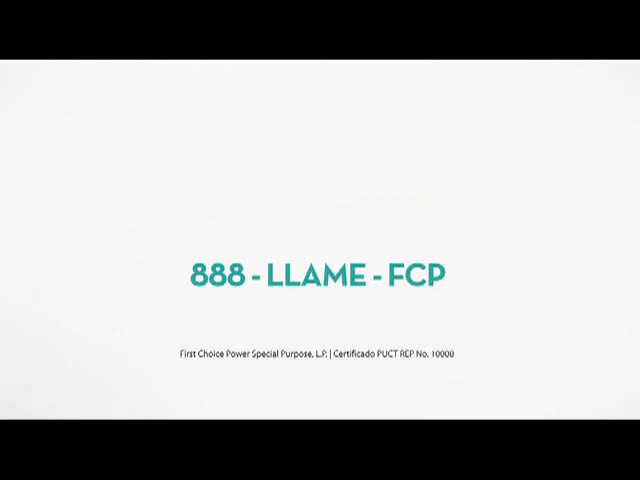 888 - LLAME - FCP
First Choice Power Special Purpose, L.P. | Certificado PUCT REP No. 10008